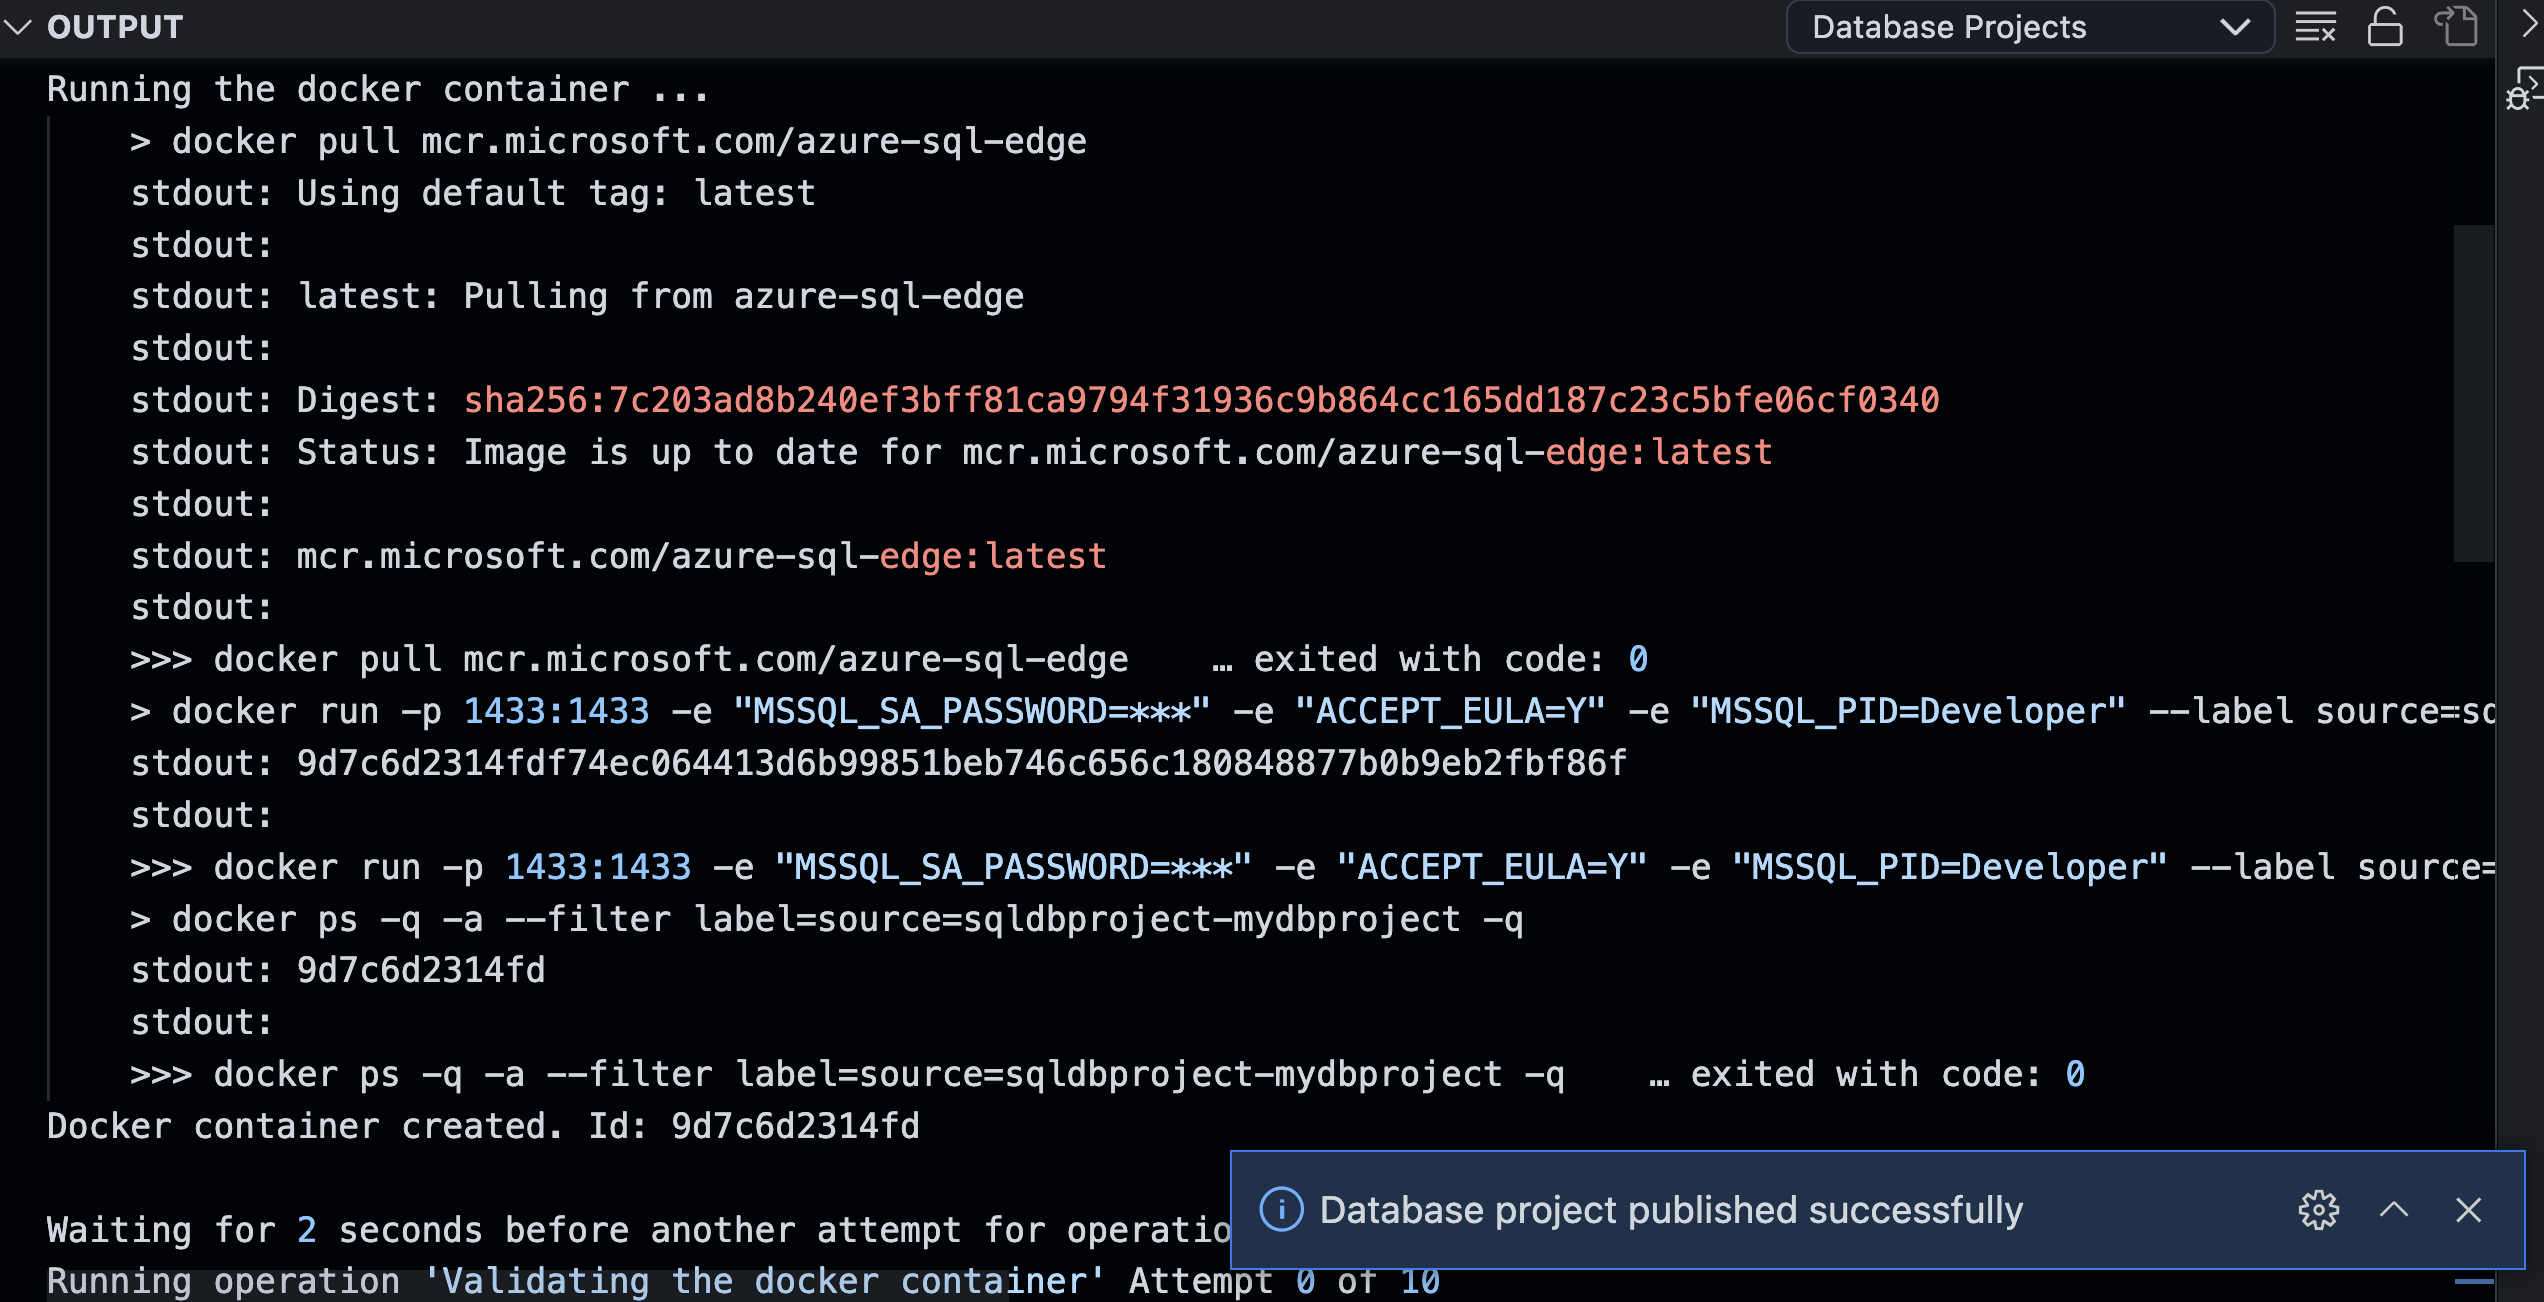 OUTPUT
Database Projects
Running the docker container ...
> docker pull mcr.microsoft.com/azure-sql-edge
stdout: Using default tag: latest
stdout:
stdout: latest: Pulling from azure-sql-edge
stdout:
stdout: Digest: sha256:7c203ad8b240ef3bff81ca9794f31936c9b864cc165dd187c23c5bfe06cf0340
stdout: Status: Image is up to date for mcr.microsoft.com/azure-sql-edge:latest
stdout:
stdout: mcr.microsoft.com/azure-sql-edge:latest
stdout:
>>> docker pull mcr.microsoft.com/azure-sql-edge    … exited with code: 0
> docker run -p 1433:1433 -e "MSSQL_SA_PASSWORD=***" -e "ACCEPT_EULA=Y" -e "MSSQL_PID=Developer" --label source=sq
stdout: 9d7c6d2314fdf74ec064413d6b99851beb746c656c180848877b0b9eb2fbf86f
stdout:
>>> docker run -p 1433:1433 -e "MSSQL_SA_PASSWORD=***" -e "ACCEPT_EULA=Y" -e "MSSQL_PID=Developer" --label source=
> docker ps -q -a --filter label=source=sqldbproject-mydbproject -q
stdout: 9d7c6d2314fd
stdout:
>>> docker ps -q -a --filter label=source=sqldbproject-mydbproject -q    … exited with code: 0
Docker container created. Id: 9d7c6d2314fd
Waiting for 2 seconds before another attempt for operatio
Running operation 'Validating the docker container' Attempt 0 of 10
Database project published successfully